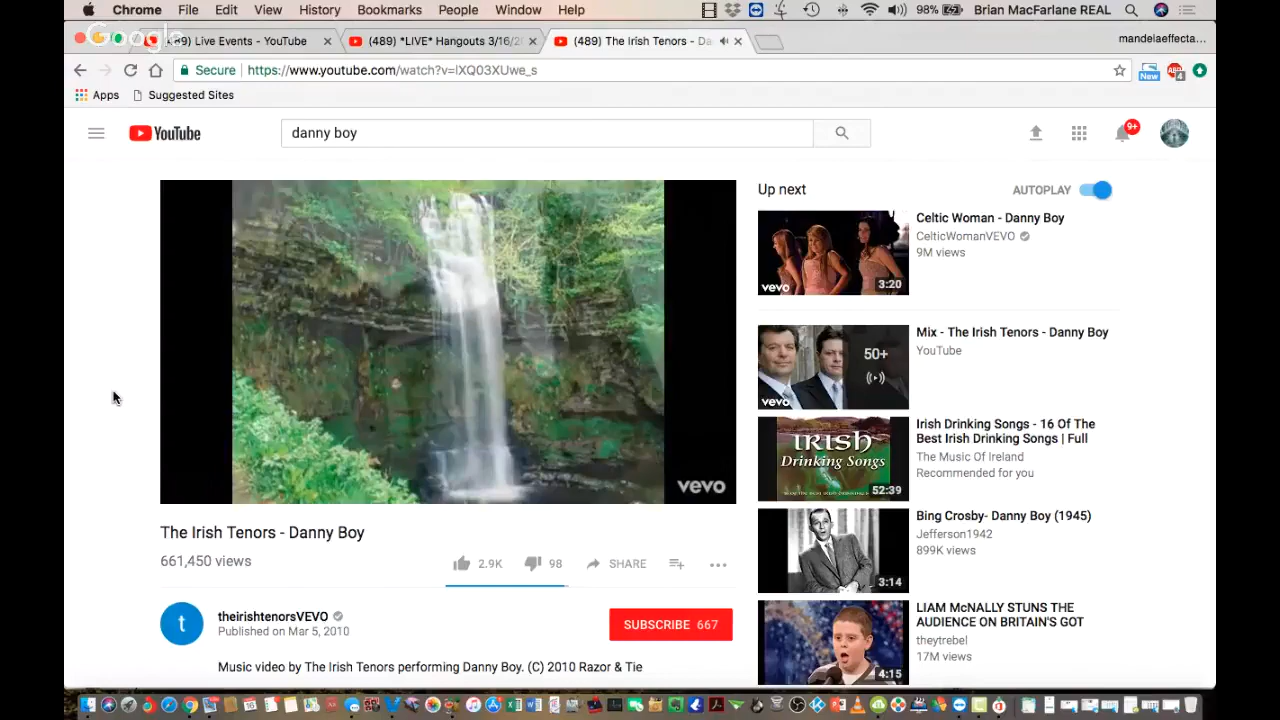 Chrome File Edit View History Bookmarks People Window Help 98% Brian MacFarlane REAL
Google
89) Live Events - YouTube (489) *LIVE* Hangouts 3/16/2 (489) The Irish Tenors - Da mandelaeffecta...
Secure https://www.youtube.com/watch?v=lXQ03XUwe_s New 4
Apps Suggested Sites
YouTube danny boy 9+
Up next AUTOPLAY
Celtic Woman - Danny Boy
CelticWomanVEVO
9M views
vevo 3:20
Mix - The Irish Tenors - Danny Boy
YouTube
50+
vevo
Irish Drinking Songs - 16 Of The
Best Irish Drinking Songs | Full
The Music Of Ireland
Recommended for you
IRISH
Drinking Songs
52:39
vevo
Bing Crosby- Danny Boy (1945)
Jefferson1942
899K views
3:14
LIAM McNALLY STUNS THE
AUDIENCE ON BRITAIN'S GOT
theytrebel
17M views
4:15
The Irish Tenors - Danny Boy
661,450 views
2.9K 98 SHARE
t
theirishtenorsVEVO
Published on Mar 5, 2010
SUBSCRIBE 667
Music video by The Irish Tenors performing Danny Boy. (C) 2010 Razor & Tie